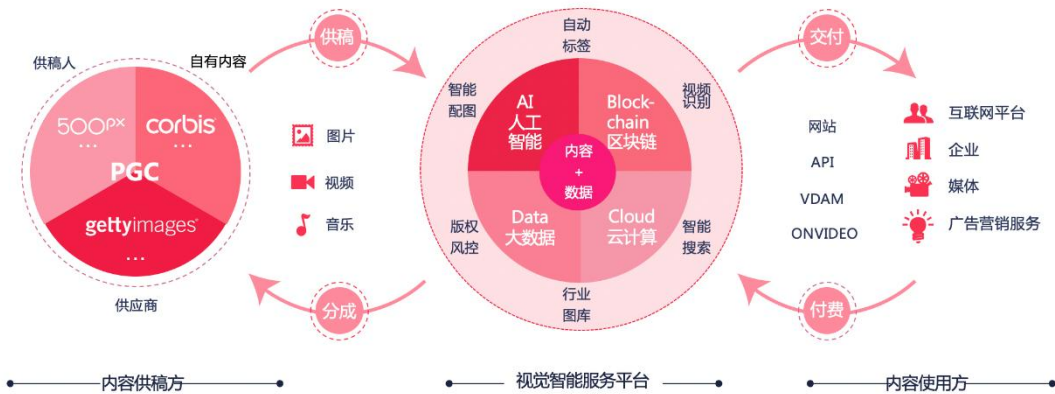 供稿人
自有内容
500px
...
corbis®
...
PGC
gettyimages®
...
供应商
供稿
图片
视频
音乐
分成
自动
标签
智能
配图
视频
识别
AI
人工
智能
Block-
chain
区块链
内容
+
数据
Data
大数据
Cloud
云计算
版权
风控
智能
搜索
行业
图库
交付
网站
API
VDAM
ONVIDEO
互联网平台
企业
媒体
广告营销服务
付费
内容供稿方
视觉智能服务平台
内容使用方